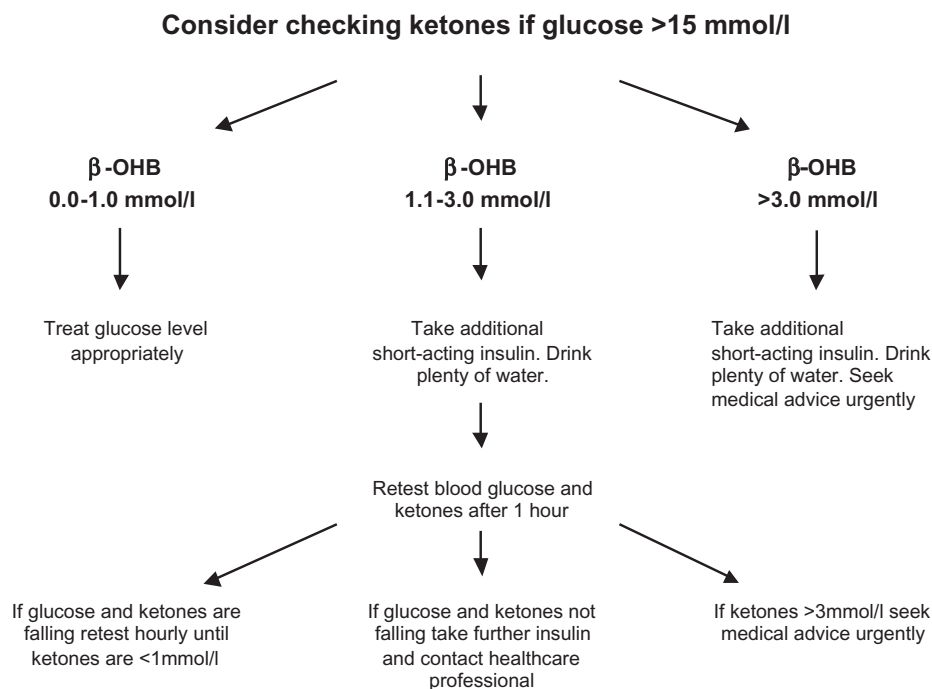 Consider checking ketones if glucose >15 mmol/l
β-OHB
0.0-1.0 mmol/l
β-OHB
1.1-3.0 mmol/l
β-OHB
>3.0 mmol/l
Treat glucose level
appropriately
Take additional
short-acting insulin. Drink
plenty of water.
Take additional
short-acting insulin. Drink
plenty of water. Seek
medical advice urgently
Retest blood glucose and
ketones after 1 hour
If glucose and ketones are
falling retest hourly until
ketones are <1mmol/l
If glucose and ketones not
falling take further insulin
and contact healthcare
professional
If ketones >3mmol/l seek
medical advice urgently